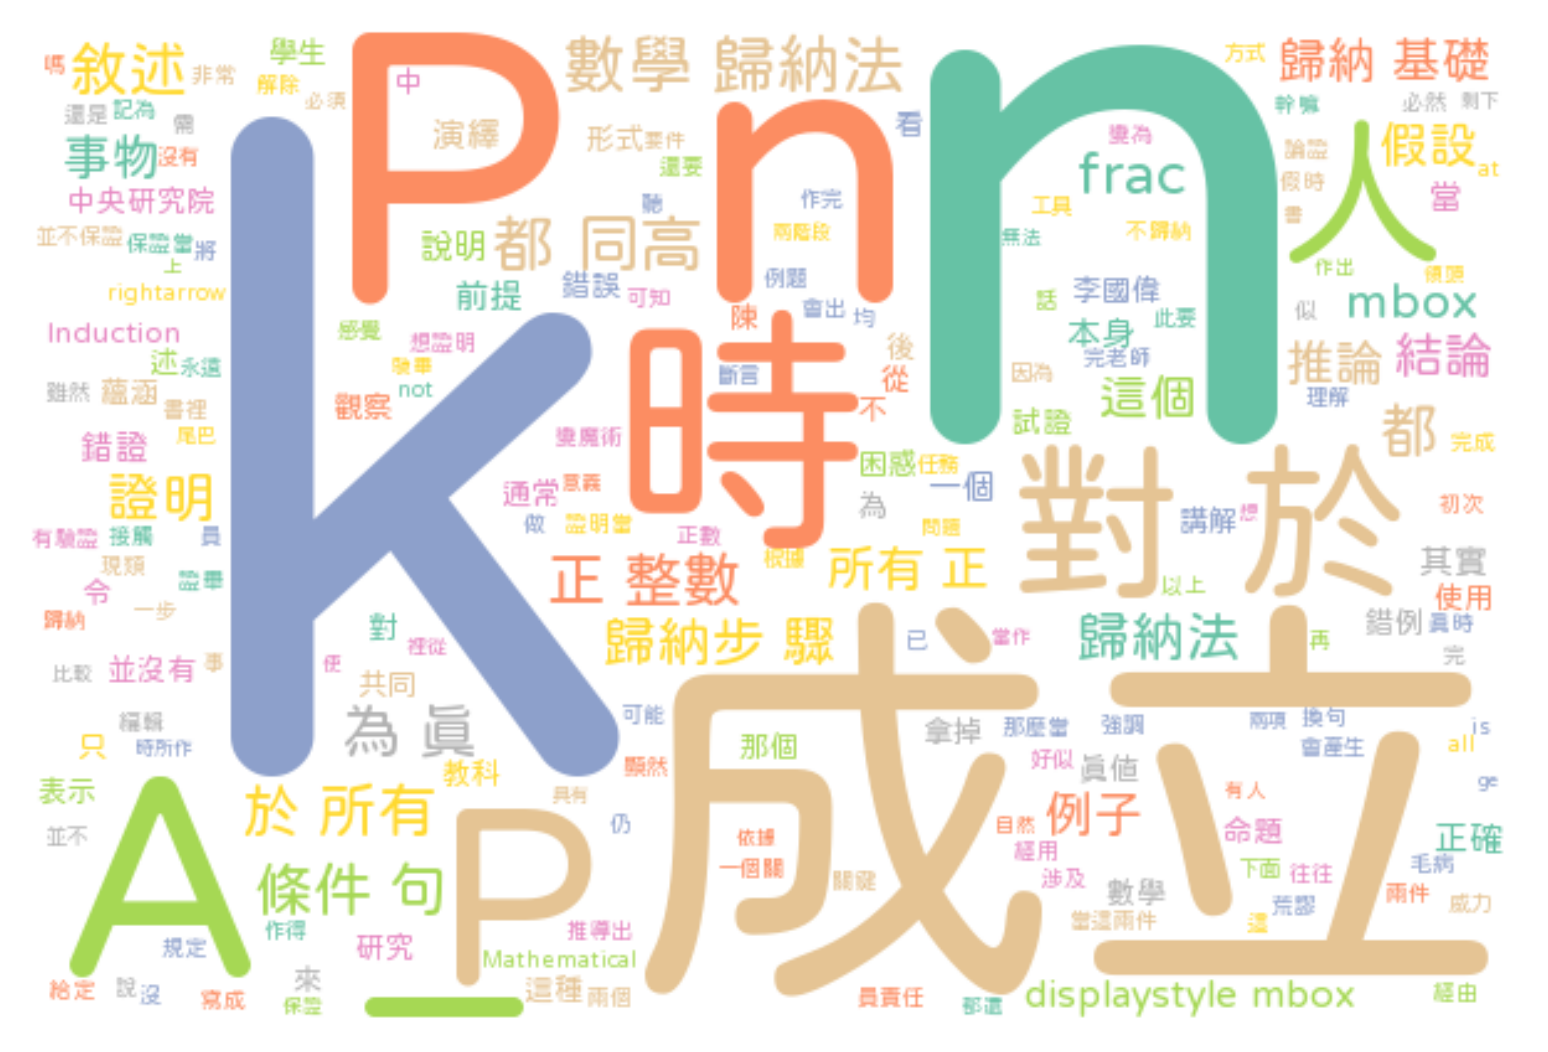 嗎 敘述 非常 學生 解除 必須
P 中 演繹
數學 歸納法
形式 要件 還要 看
方式 歸納 基礎
幹嘛 必然 剩下
還是 記為 需
事物 沒有
中央研究院
並不保證 保證當 將
上
rightarrow
Induction
述 永遠
雖然 蘊涵 書裡
錯證 尾巴
證明
有驗證 接觸 員
現類 證畢
令 一步
歸納
比較 並沒有 事
編輯
只 時所作
表示
並不
k
n
n
變為
frac
論證 假設 at
假時 當
書 人
工具 不歸納
無法
作出 領頭
說明 都 同高
聽 作完
兩階段
前提 錯誤 可知 例題
會出 均
陳
感覺 想證明
發畢 not
觀察
時
斷言
後
從
不
話 李國偉
本身 此要
完老師
因為 這個
試證
似 mbox
推論 結論
理解
都 完成
變魔術
困惑 任務
一個
通常 意義
為
做 證明當
正數 問題
根據
對於
講解 想
初次
正 整數
所有 正
以上
其實
使用
對 裡從
便
共同
歸納步 驟
已 當作
歸納法
再
錯例 真時
完
為 真
可能
教科 顯然
那個
拿掉 那麼當 強調
兩項 換句 is
會產生 all
好似 真值
ge
成立
於 所有
具有
仍
依據
一個關
關鍵
自然 例子
有人
命題 正確
經用
涉及 下面 往往 毛病
數學 荒謬 兩件 威力
當這兩件 這
A
條件 句
P
作得
規定 研究
推導出
Mathematical
來
這種 兩個
給定 說 沒 寫成 保證
_
員責任 都還
displaystyle mbox
經由